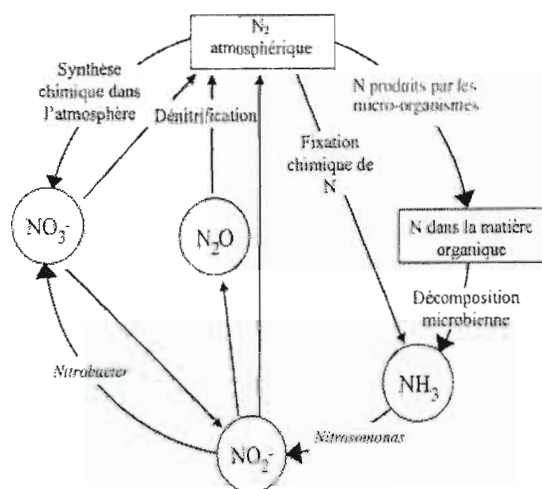 N₂
atmosphérique
Synthèse
chimique dans
l'atmosphère
Dénitrification
N produits par les
micro-organismes
Fixation
chimique de
N
NO₃⁻
N₂O
N dans la matière
organique
Décomposition
microbienne
Nitrobacter
NH₃
Nitrosomonas
NO₂⁻